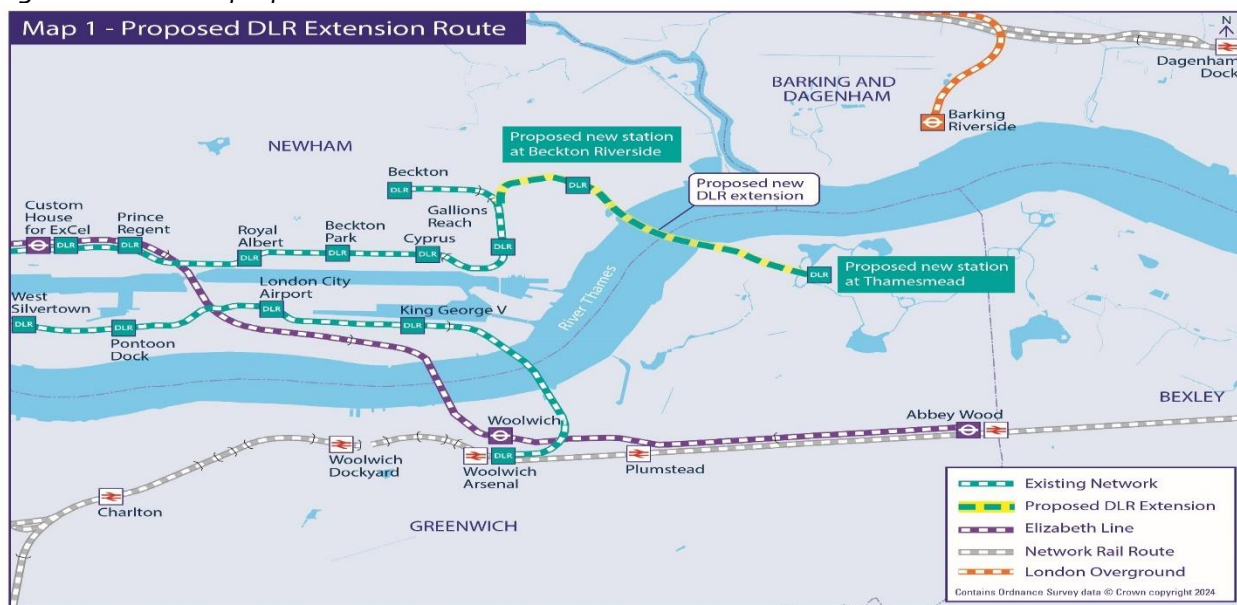 Map 1 - Proposed DLR Extension Route
N
Dagenham
Dock
BARKING AND
DAGENHAM
Barking
Riverside
Proposed new station
at Beckton Riverside
NEWHAM
Beckton
DLR
DLR
Proposed new
DLR extension
Custom
House
for ExCel
DLR
Prince
Regent
DLR
Royal
Albert
DLR
Beckton
Park
DLR
Cyprus
DLR
Gallions
Reach
DLR
DLR
Proposed new station
at Thamesmead
River Thames
West
Silvertown
DLR
Pontoon
Dock
DLR
London City
Airport
DLR
King George V
DLR
BEXLEY
Abbey Wood
Woolwich
Woolwich
Dockyard
Woolwich
Arsenal
DLR
Plumstead
Charlton
GREENWICH
Existing Network
Proposed DLR Extension
Elizabeth Line
Network Rail Route
London Overground
Contains Ordnance Survey data © Crown copyright 2024